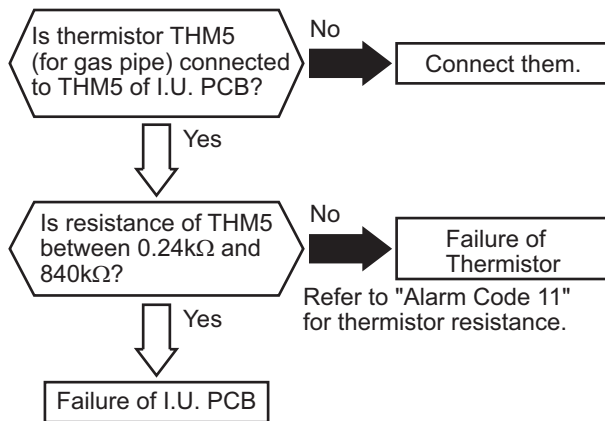 Is thermistor THM5
(for gas pipe) connected
to THM5 of I.U. PCB?
No
Connect them.
Yes
Is resistance of THM5
between 0.24kΩ and
840kΩ?
No
Failure of
Thermistor
Refer to "Alarm Code 11"
for thermistor resistance.
Yes
Failure of I.U. PCB